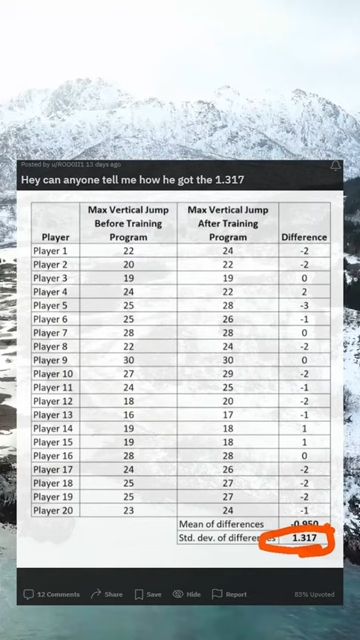 Posted by u/ROOGII1 13 days ago
Hey can anyone tell me how he got the 1.317
Player Max Vertical Jump Before Training Program Max Vertical Jump After Training Program Difference
Player 1 22 24 -2
Player 2 20 22 -2
Player 3 19 19 0
Player 4 24 22 2
Player 5 25 28 -3
Player 6 25 26 -1
Player 7 28 28 0
Player 8 22 24 -2
Player 9 30 30 0
Player 10 27 29 -2
Player 11 24 25 -1
Player 12 18 20 -2
Player 13 16 17 -1
Player 14 19 18 1
Player 15 19 18 1
Player 16 28 28 0
Player 17 24 26 -2
Player 18 25 27 -2
Player 19 25 27 -2
Player 20 23 24 -1
Mean of differences -0.950
Std. dev. of differences 1.317
12 Comments Share Save Hide Report 83% Upvoted